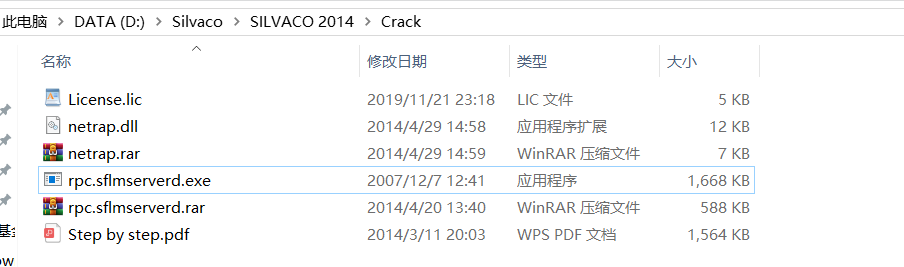 此电脑 > DATA (D:) > Silvaco > SILVACO 2014 > Crack
名称 修改日期 类型 大小
License.lic 2019/11/21 23:18 LIC 文件 5 KB
netrap.dll 2014/4/29 14:58 应用程序扩展 12 KB
netrap.rar 2014/4/29 14:59 WinRAR 压缩文件 7 KB
rpc.sflmserverd.exe 2007/12/7 12:41 应用程序 1,668 KB
rpc.sflmserverd.rar 2014/4/20 13:40 WinRAR 压缩文件 588 KB
Step by step.pdf 2014/3/11 20:03 WPS PDF 文档 1,564 KB